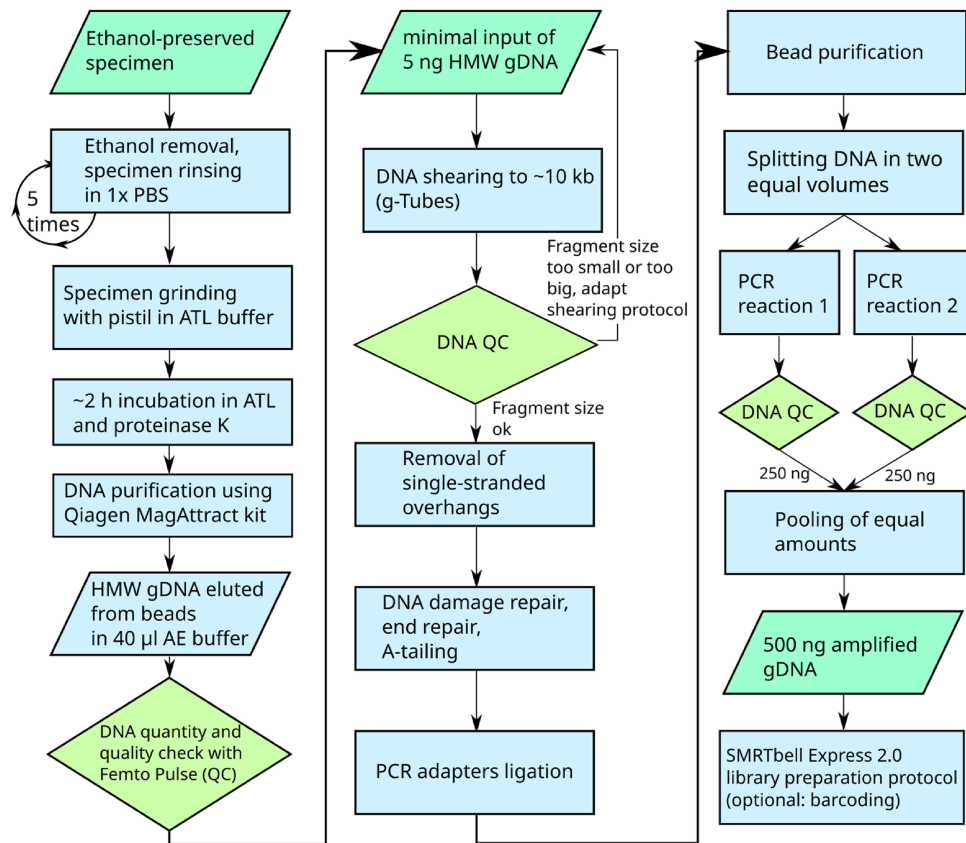 Ethanol-preserved
specimen
Ethanol removal,
specimen rinsing
in 1x PBS
5
times
Specimen grinding
with pistil in ATL buffer
~2 h incubation in ATL
and proteinase K
DNA purification using
Qiagen MagAttract kit
HMW gDNA eluted
from beads
in 40 µl AE buffer
DNA quantity and
quality check with
Femto Pulse (QC)
minimal input of
5 ng HMW gDNA
DNA shearing to ~10 kb
(g-Tubes)
Fragment size
too small or too
big, adapt
shearing protocol
DNA QC
Fragment size
ok
Removal of
single-stranded
overhangs
DNA damage repair,
end repair,
A-tailing
PCR adapters ligation
Bead purification
Splitting DNA in two
equal volumes
PCR
reaction 1
PCR
reaction 2
DNA QC
DNA QC
250 ng
250 ng
Pooling of equal
amounts
500 ng amplified
gDNA
SMRTbell Express 2.0
library preparation protocol
(optional: barcoding)